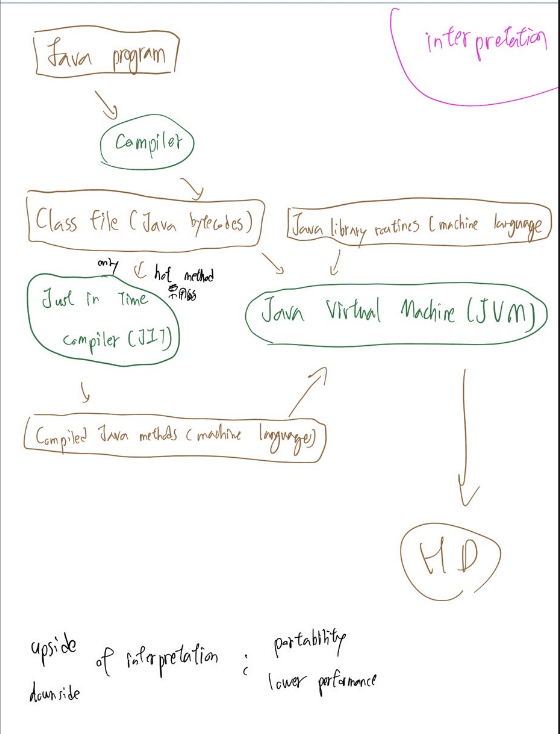 interpretation
Java program
Compiler
Class file (Java bytecodes)
Java library routines (machine language
only hot method
Just in Time
compiler (JIT)
Java Virtual Machine (JVM)
Compiled Java methods (machine languages)
HD
upside
downside
of interpretation :
portability
lower performance